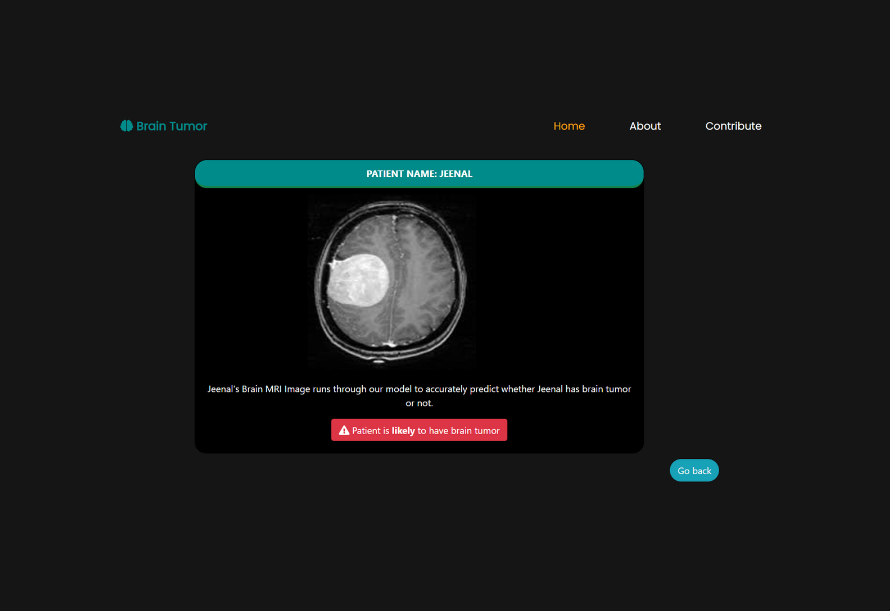 Brain Tumor
Home
About
Contribute
PATIENT NAME: JEENAL
Jeenal's Brain MRI Image runs through our model to accurately predict whether Jeenal has brain tumor
or not.
Patient is likely to have brain tumor
Go back